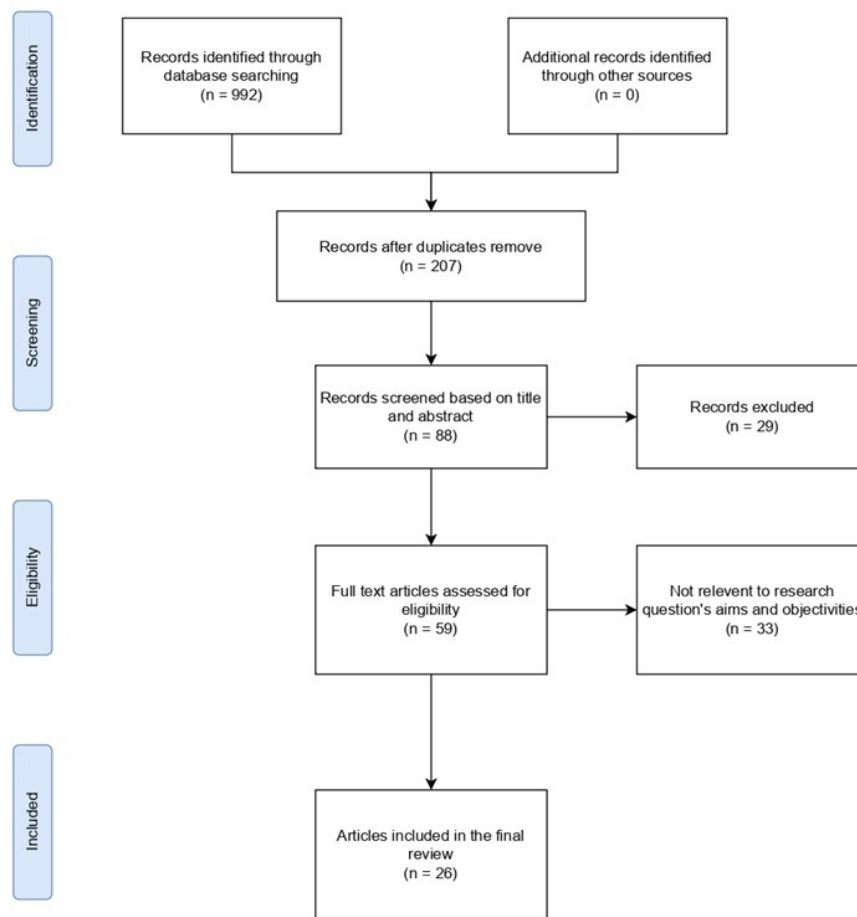 Identification
Records identified through
database searching
(n = 992)
Additional records identified
through other sources
(n = 0)
Screening
Records after duplicates remove
(n = 207)
Records screened based on title
and abstract
(n = 88)
Records excluded
(n = 29)
Eligibility
Full text articles assessed for
eligibility
(n = 59)
Not relevent to research
question's aims and objectivities
(n = 33)
Included
Articles included in the final
review
(n = 26)